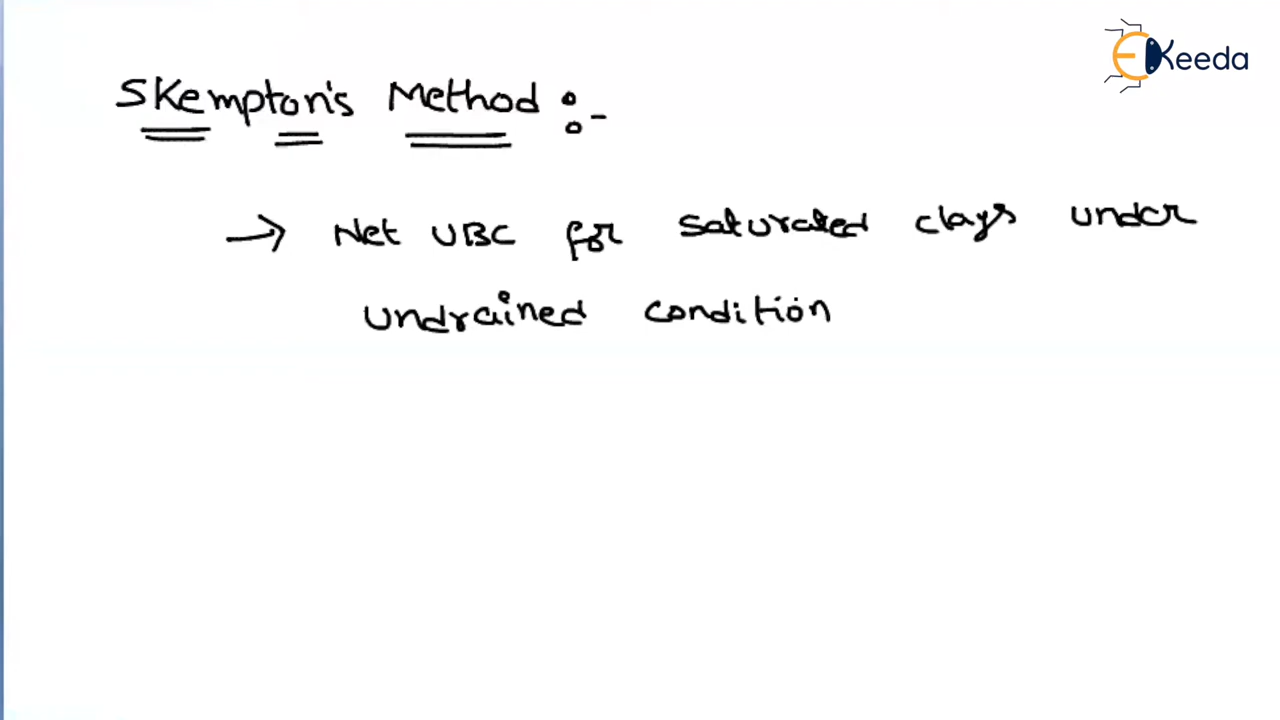 EKeeda
SKempton's Method :-
→ Net UBC for saturated clays under
undrained condition